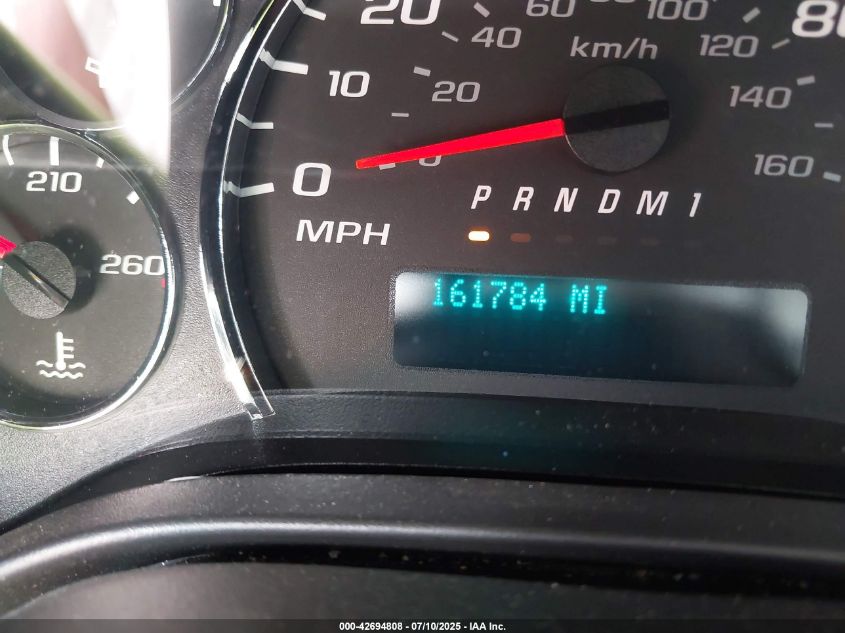 20 60 100 80
40 km/h 120
10 20 140
210 0 0 160
P R N D M 1
MPH
260
161784 MI
000-42694808 - 07/10/2025 - IAA Inc.